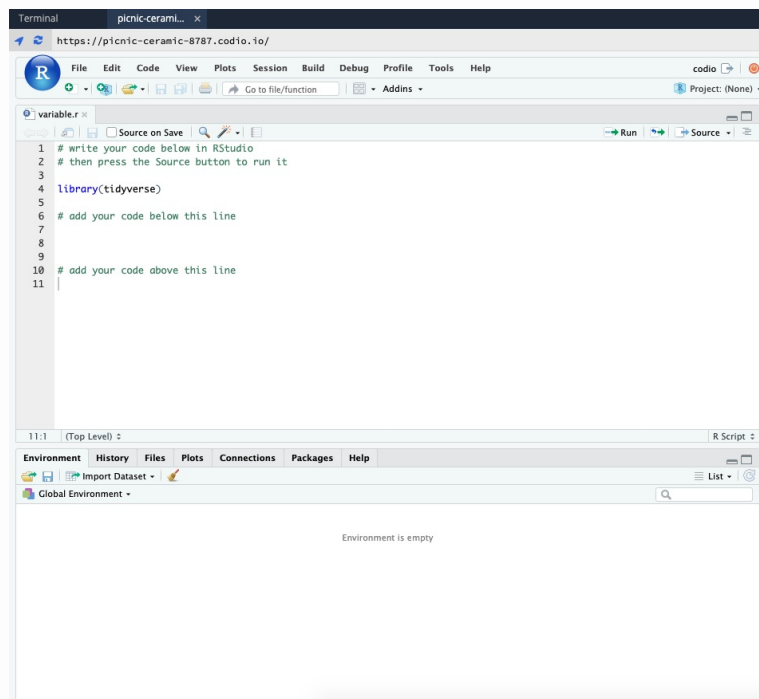 Terminal picnic-cerami... ×
https://picnic-ceramic-8787.codio.io/
R File Edit Code View Plots Session Build Debug Profile Tools Help codio
Go to file/function Addins Project: (None)
variable.r ×
Source on Save Run Source
1 # write your code below in RStudio
2 # then press the Source button to run it
3
4 library(tidyverse)
5
6 # add your code below this line
7
8
9
10 # add your code above this line
11
11:1 (Top Level) R Script
Environment History Files Plots Connections Packages Help
Import Dataset List
Global Environment
Environment is empty